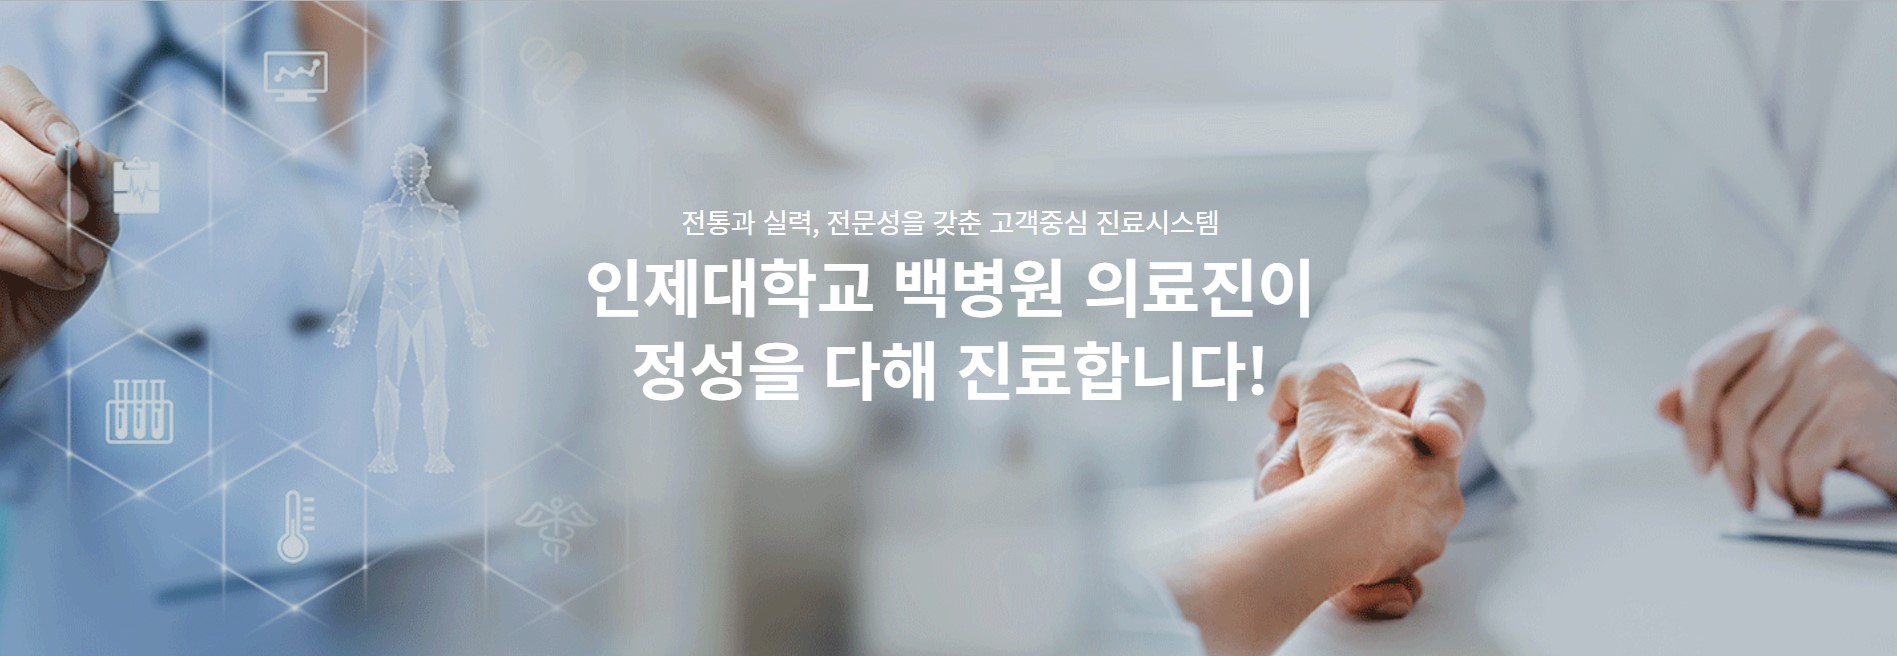 전통과 실력, 전문성을 갖춘 고객중심 진료시스템
인제대학교 백병원 의료진이
정성을 다해 진료합니다!